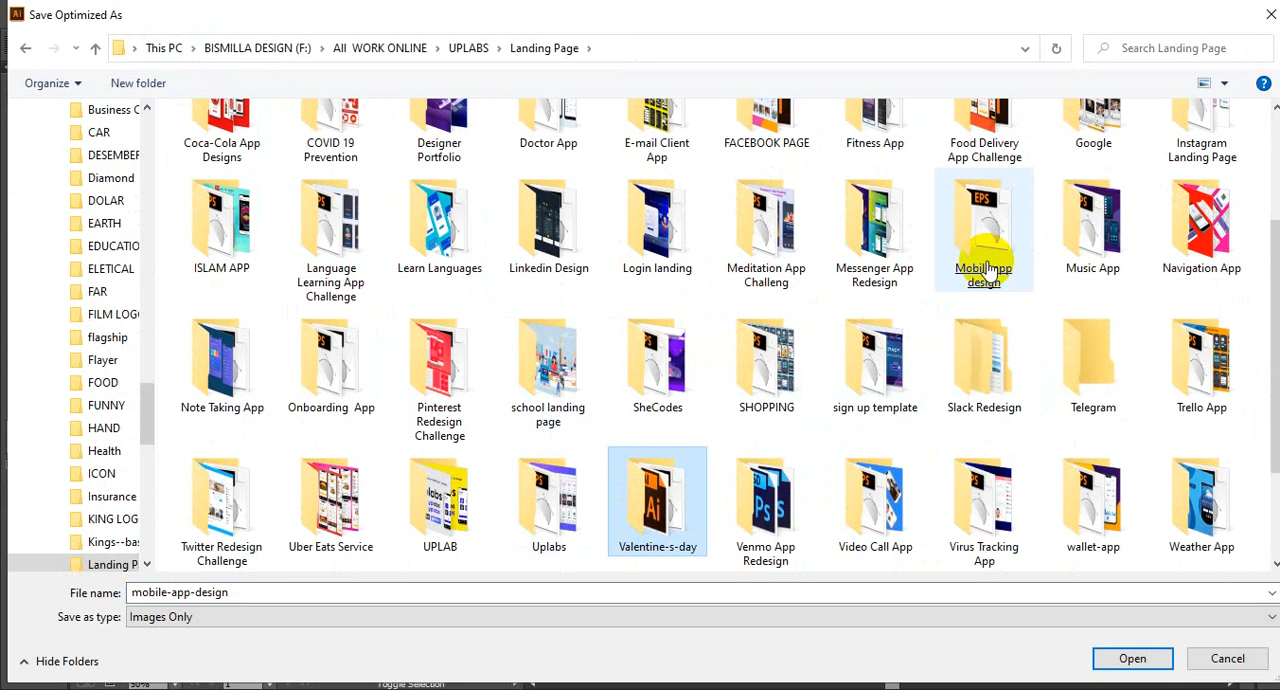 Ai Save Optimized As
This PC BISMILLA DESIGN (F:) All WORK ONLINE UPLABS Landing Page
Search Landing Page
Organize New folder
Business C
CAR
DESEMBER
Diamond
DOLAR
EARTH
EDUCATIO
ELETICAL
FAR
FILM LOGO
flagship
Flayer
FOOD
FUNNY
HAND
Health
ICON
Insurance
KING LOG
Kings--bas
Landing P
Coca-Cola App
Designs
COVID 19
Prevention
Designer
Portfolio
Doctor App
E-mail Client
App
FACEBOOK PAGE
Fitness App
Food Delivery
App Challenge
Google
Instagram
Landing Page
ISLAM APP
Language
Learning App
Challenge
Learn Languages
Linkedin Design
Login landing
Meditation App
Challeng
Messenger App
Redesign
EPS
Mobile app
design
Music App
Navigation App
Note Taking App
Onboarding App
Pinterest
Redesign
Challenge
school landing
page
SheCodes
SHOPPING
sign up template
Slack Redesign
Telegram
Trello App
Twitter Redesign
Challenge
Uber Eats Service
UPLAB
Uplabs
Ai
Valentine-s-day
Ps
Venmo App
Redesign
Video Call App
Virus Tracking
App
wallet-app
Weather App
File name: mobile-app-design
Save as type: Images Only
Hide Folders
Open Cancel
50% 1 Toggle Selection